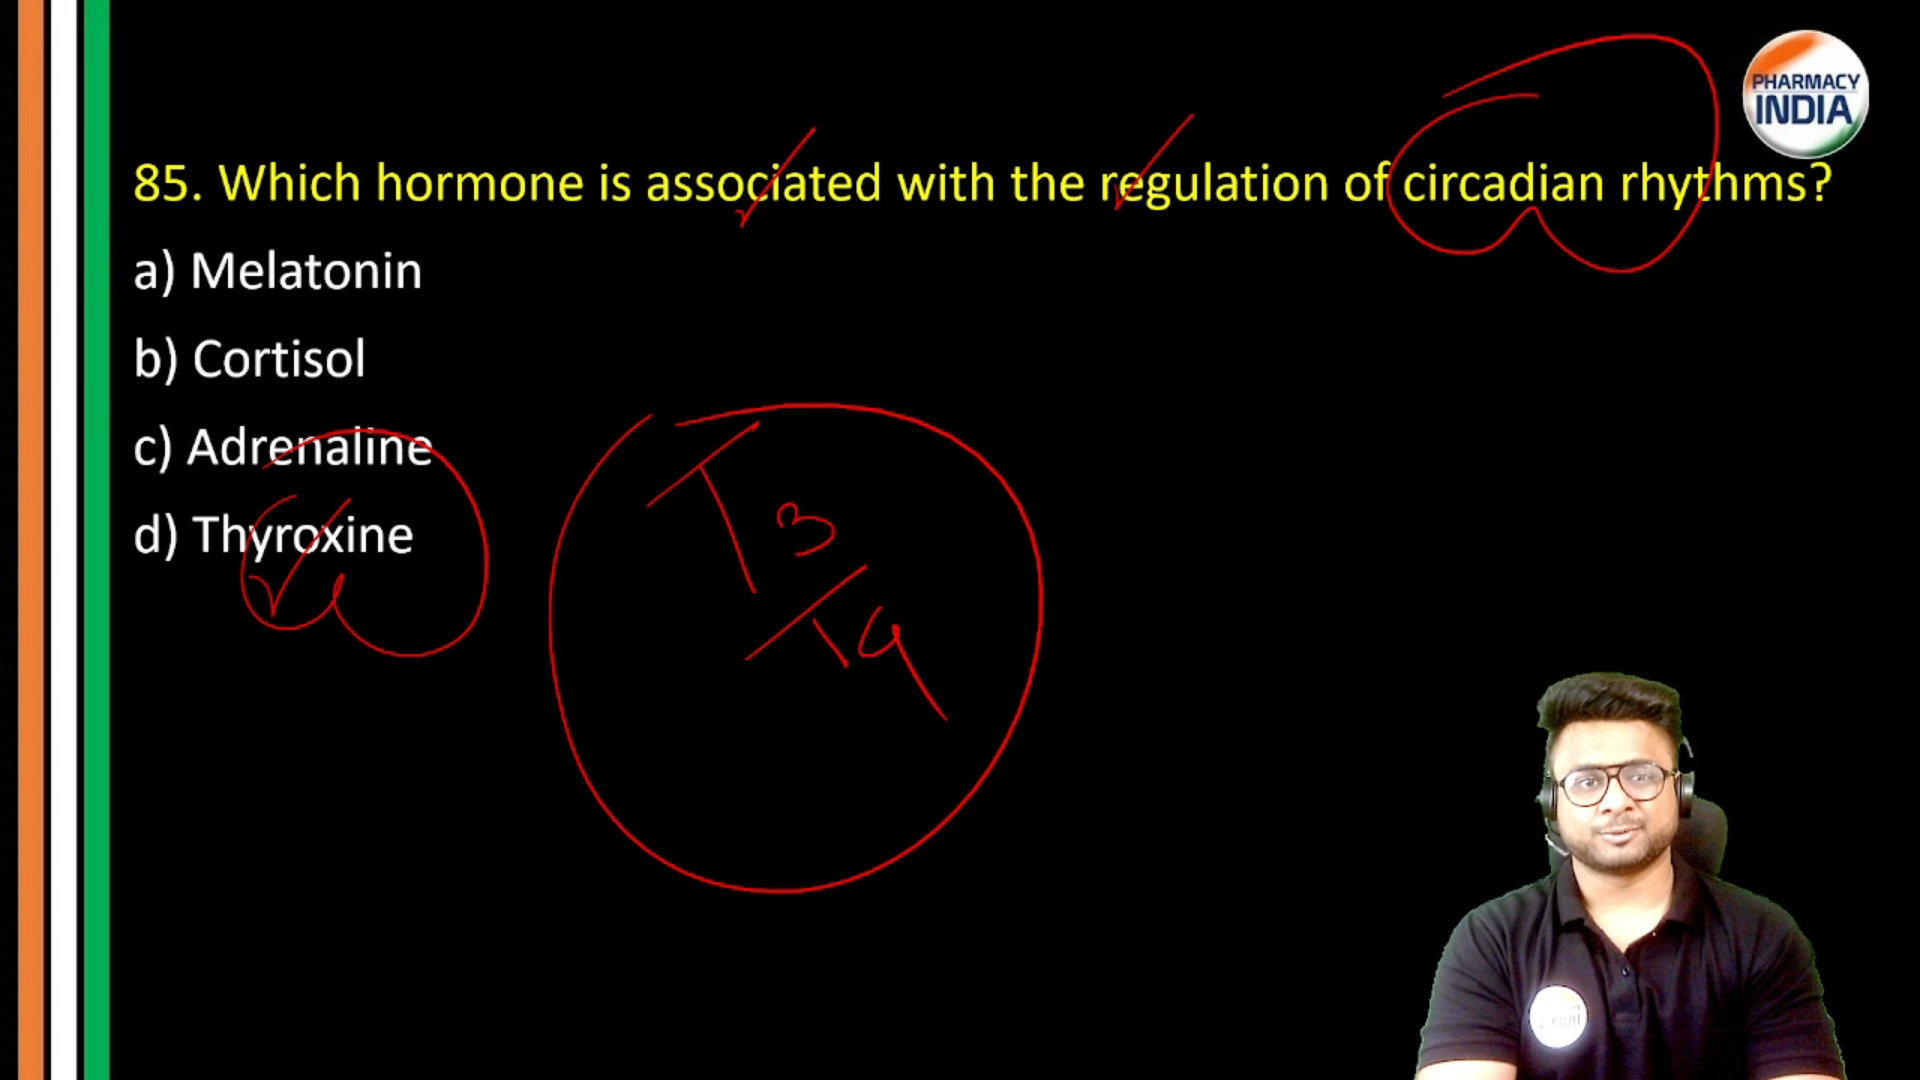 PHARMACY
INDIA
85. Which hormone is associated with the regulation of circadian rhythms?
a) Melatonin
b) Cortisol
c) Adrenaline
d) Thyroxine
T3
T4